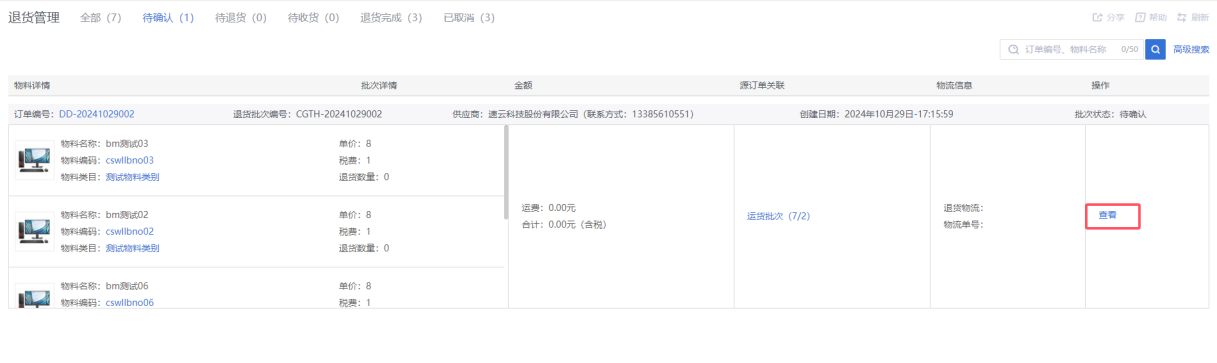 退货管理 全部（7） 待确认（1） 待退货（0） 待收货（0） 退货完成（3） 已取消（3） 分享 帮助 刷新
订单编号、物料名称 0/50 高级搜索
物料详情 批次详情 金额 源订单关联 物流信息 操作
订单编号：DD-20241029002 退货批次编号：CGTH-20241029002 供应商：速云科技股份有限公司（联系方式：13385610551） 创建日期：2024年10月29日-17:15:59 批次状态：待确认
物料名称：bm测试03 单价：8
物料编码：cswllbno03 税费：1
物料类目：测试物料类别 退货数量：0
运费：0.00元
合计：0.00元（含税）
运货批次（7/2）
退货物流：
物流单号：
查看
物料名称：bm测试02 单价：8
物料编码：cswllbno02 税费：1
物料类目：测试物料类别 退货数量：0
物料名称：bm测试06 单价：8
物料编码：cswllbno06 税费：1